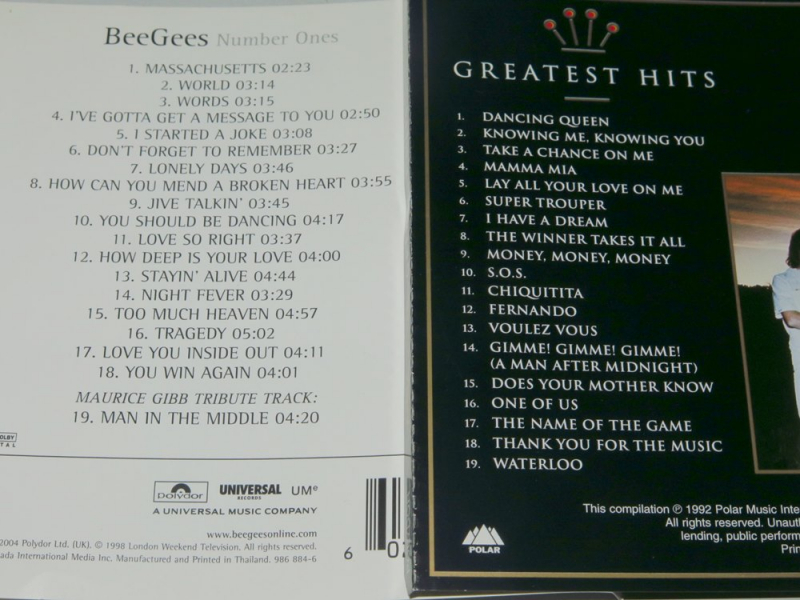 BeeGees Number Ones
1. MASSACHUSETTS 02:23
2. WORLD 03:14
3. WORDS 03:15
4. I'VE GOTTA GET A MESSAGE TO YOU 02:50
5. I STARTED A JOKE 03:08
6. DON'T FORGET TO REMEMBER 03:27
7. LONELY DAYS 03:46
8. HOW CAN YOU MEND A BROKEN HEART 03:55
9. JIVE TALKIN' 03:45
10. YOU SHOULD BE DANCING 04:17
11. LOVE SO RIGHT 03:37
12. HOW DEEP IS YOUR LOVE 04:00
13. STAYIN' ALIVE 04:44
14. NIGHT FEVER 03:29
15. TOO MUCH HEAVEN 04:57
16. TRAGEDY 05:02
17. LOVE YOU INSIDE OUT 04:11
18. YOU WIN AGAIN 04:01
MAURICE GIBB TRIBUTE TRACK:
19. MAN IN THE MIDDLE 04:20
polydor UNIVERSAL RECORDS UMe
A UNIVERSAL MUSIC COMPANY
www.beegeesonline.com
2004 Polydor Ltd. (UK). © 1998 London Weekend Television. All rights reserved.
International Media Inc. Manufactured and Printed in Thailand. 986 884-6
6
GREATEST HITS
1. DANCING QUEEN
2. KNOWING ME, KNOWING YOU
3. TAKE A CHANCE ON ME
4. MAMMA MIA
5. LAY ALL YOUR LOVE ON ME
6. SUPER TROUPER
7. I HAVE A DREAM
8. THE WINNER TAKES IT ALL
9. MONEY, MONEY, MONEY
10. S.O.S.
11. CHIQUITITA
12. FERNANDO
13. VOULEZ VOUS
14. GIMME! GIMME! GIMME!
(A MAN AFTER MIDNIGHT)
15. DOES YOUR MOTHER KNOW
16. ONE OF US
17. THE NAME OF THE GAME
18. THANK YOU FOR THE MUSIC
19. WATERLOO
This compilation ℗ 1992 Polar Music
All rights reserved.
lending, public
POLAR